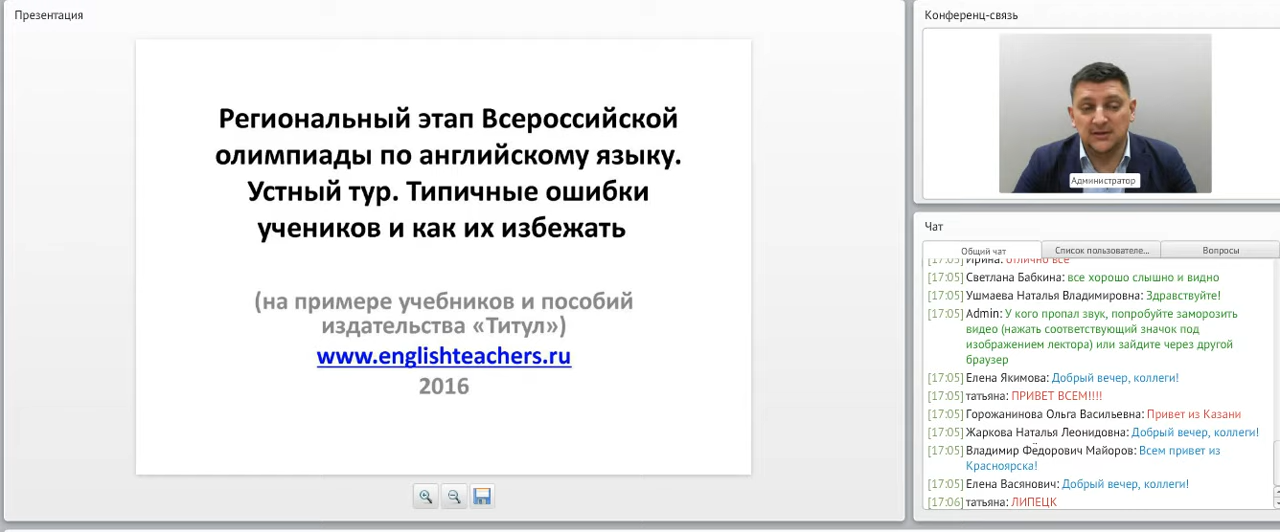 Презентация
Региональный этап Всероссийской
олимпиады по английскому языку.
Устный тур. Типичные ошибки
учеников и как их избежать
(на примере учебников и пособий
издательства «Титул»)
www.englishteachers.ru
2016
Конференц-связь
Администратор
Чат
Общий чат
Список пользователе...
Вопросы
[17:05] Ирина: отлично все
[17:05] Светлана Бабкина: все хорошо слышно и видно
[17:05] Ушмаева Наталья Владимировна: Здравствуйте!
[17:05] Admin: У кого пропал звук, попробуйте заморозить
видео (нажать соответствующий значок под
изображением лектора) или зайдите через другой
браузер
[17:05] Елена Якимова: Добрый вечер, коллеги!
[17:05] татьяна: ПРИВЕТ ВСЕМ!!!!
[17:05] Горожанинова Ольга Васильевна: Привет из Казани
[17:05] Жаркова Наталья Леонидовна: Добрый вечер, коллеги!
[17:05] Владимир Фёдорович Майоров: Всем привет из
Красноярска!
[17:05] Елена Васянович: Добрый вечер, коллеги!
[17:06] татьяна: ЛИПЕЦК